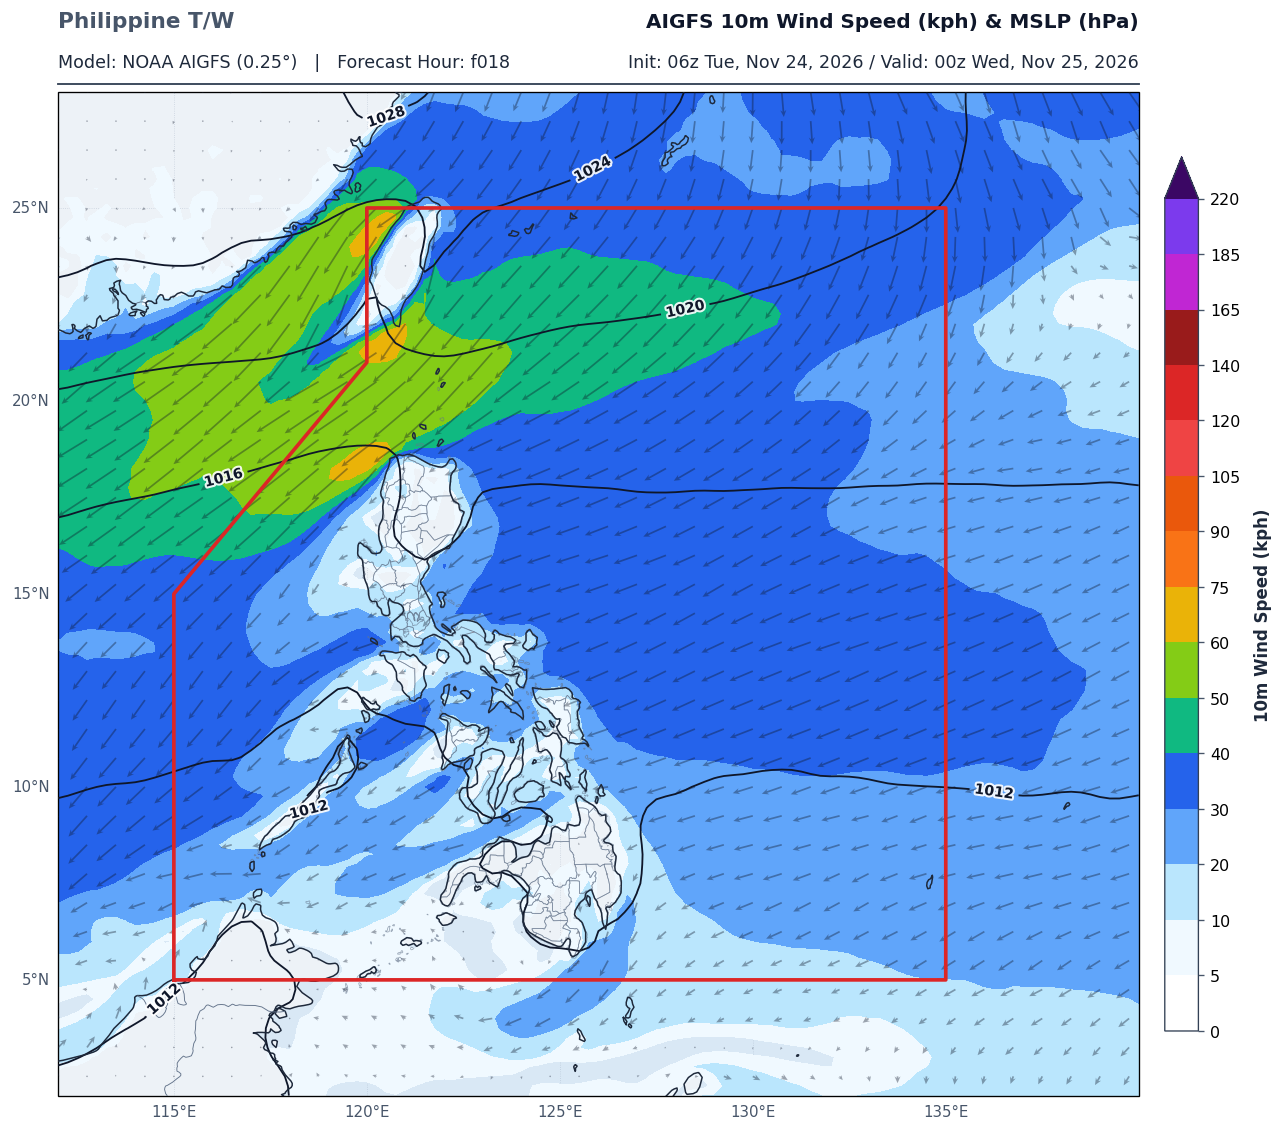 Philippine T/W
AIGFS 10m Wind Speed (kph) & MSLP (hPa)
Model: NOAA AIGFS (0.25°)   |   Forecast Hour: f018
Init: 06z Tue, Nov 24, 2026 / Valid: 00z Wed, Nov 25, 2026
1028
1024
1020
1016
1012
1012
1012
25°N
20°N
15°N
10°N
5°N
115°E
120°E
125°E
130°E
135°E
220
185
165
140
120
105
90
75
60
50
40
30
20
10
5
0
10m Wind Speed (kph)